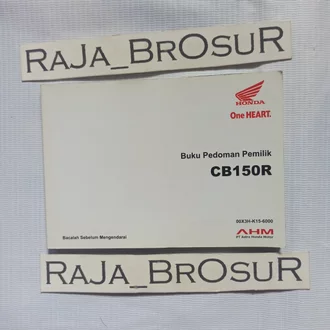 RAJA_BROSUR
HONDA
One HEART.
Buku Pedoman Pemilik
CB150R
00X3H-K15-6000
Bacalah Sebelum Mengendarai
AHM
PT Astra Honda Motor
RAJA_BROSUR